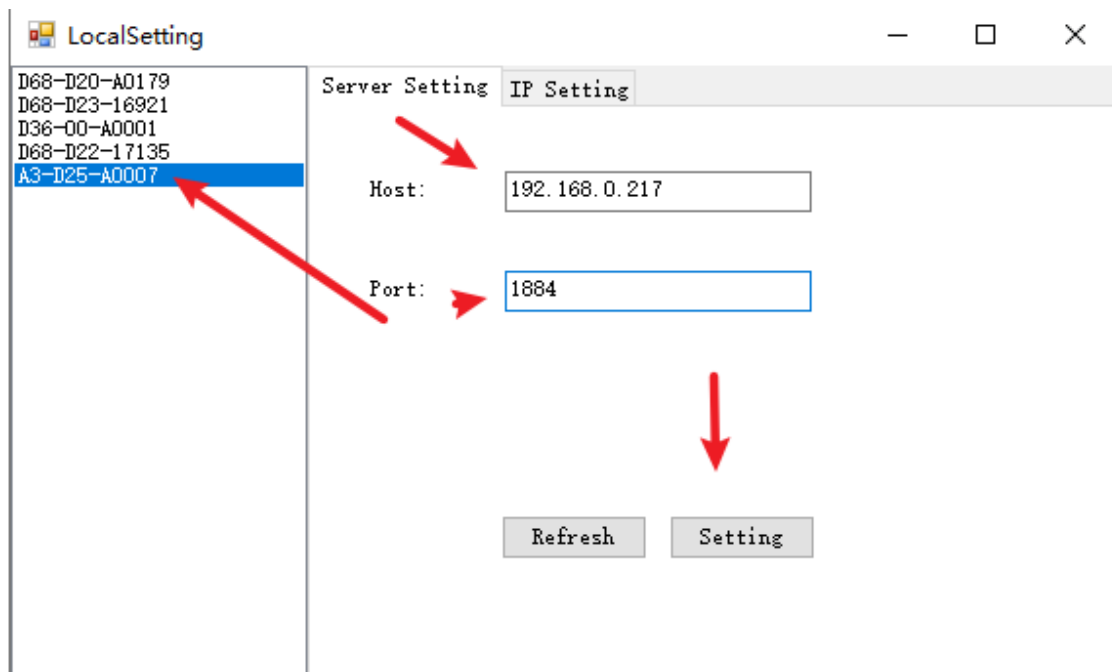 LocalSetting
D68-D20-A0179
D68-D23-16921
D36-00-A0001
D68-D22-17135
A3-D25-A0007
Server Setting IP Setting
Host: 192.168.0.217
Port: 1884
Refresh Setting